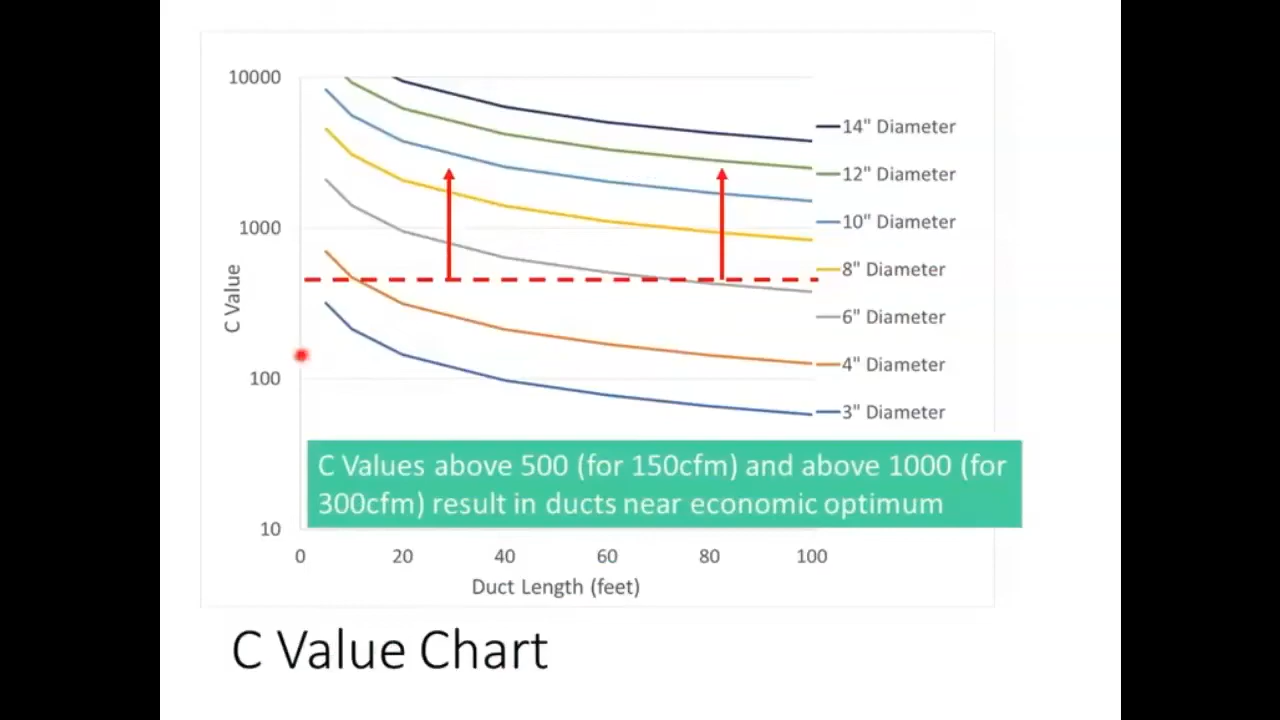 10000
1000
100
10
C Value
0 20 40 60 80 100
Duct Length (feet)
14" Diameter
12" Diameter
10" Diameter
8" Diameter
6" Diameter
4" Diameter
3" Diameter
C Values above 500 (for 150cfm) and above 1000 (for
300cfm) result in ducts near economic optimum
C Value Chart